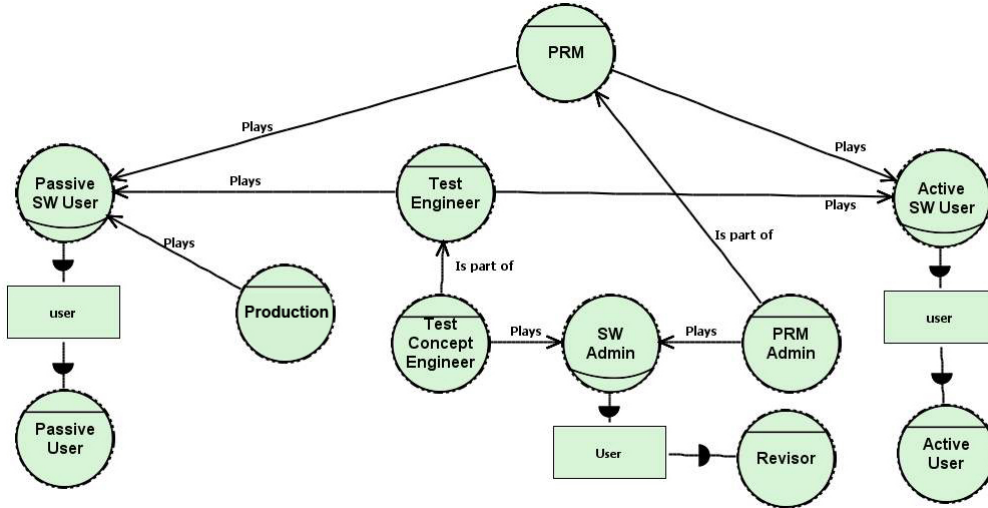 PRM
Plays
Plays
Passive
SW User
Plays
Test
Engineer
Plays
Active
SW User
Plays
Is part of
Is part of
user
Production
Test
Concept
Engineer
Plays
SW
Admin
Plays
PRM
Admin
user
Passive
User
User
Revisor
Active
User